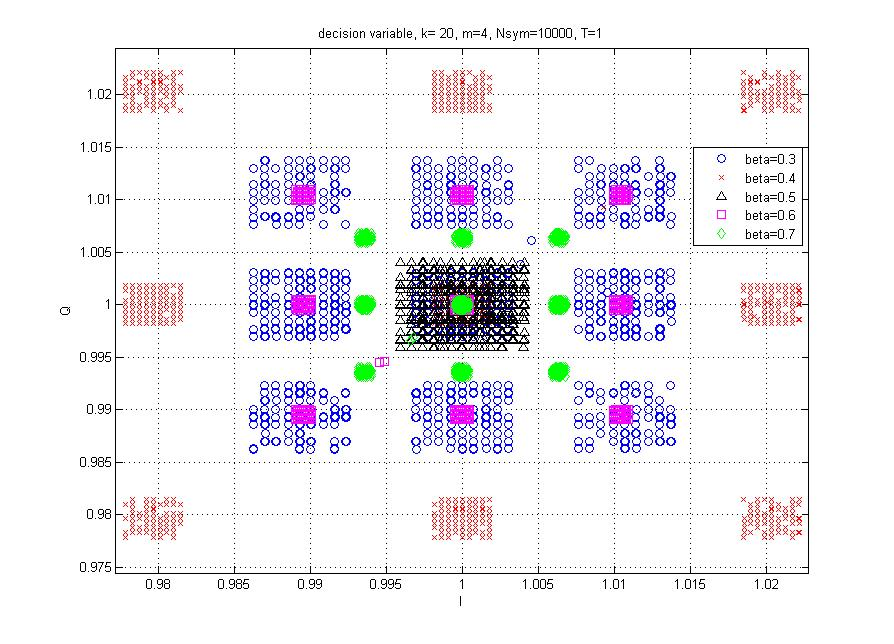 decision variable, k= 20, m=4, Nsym=10000, T=1
1.02
1.015
1.01
1.005
1
0.995
0.99
0.985
0.98
0.975
Q
beta=0.3
beta=0.4
beta=0.5
beta=0.6
beta=0.7
0.98
0.985
0.99
0.995
1
1.005
1.01
1.015
1.02
I